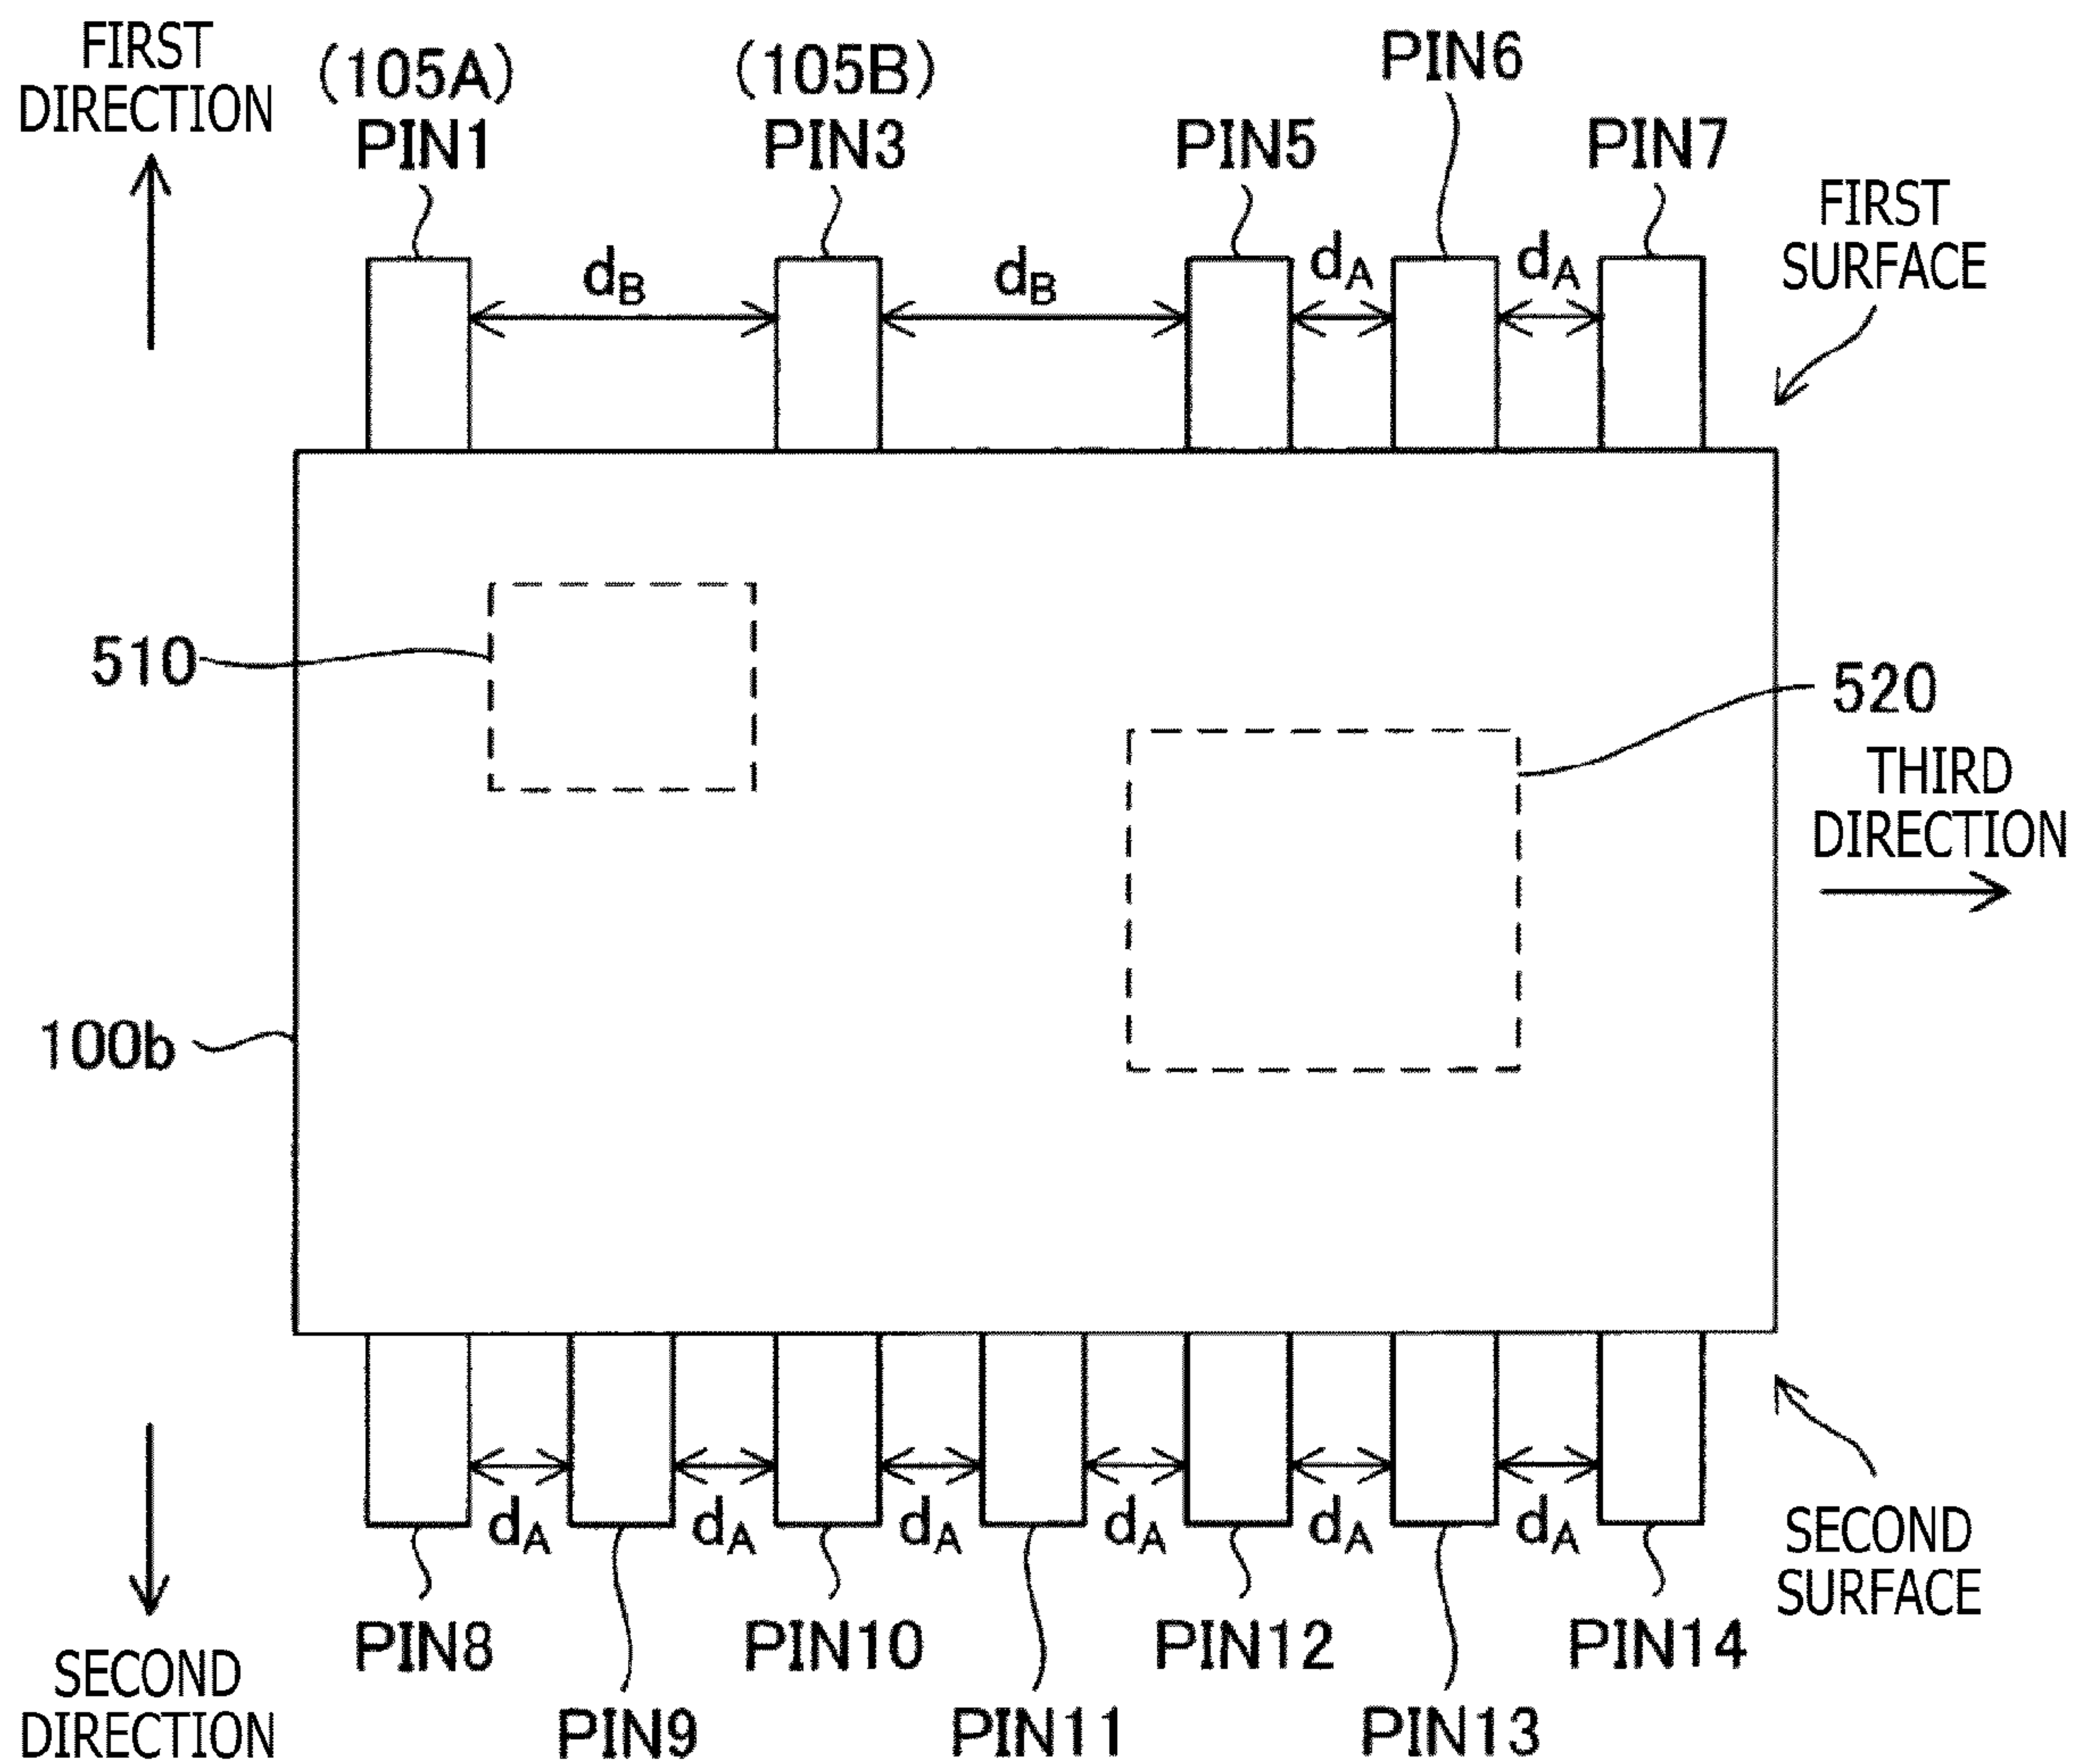 FIRST
DIRECTION
(105A)
PIN1
(105B)
PIN3
PIN5
PIN6
PIN7
FIRST
SURFACE
dB
dB
dA
dA
510
520
THIRD
DIRECTION
100b
dA
dA
dA
dA
dA
dA
SECOND
SURFACE
PIN8
PIN9
PIN10
PIN11
PIN12
PIN13
PIN14
SECOND
DIRECTION